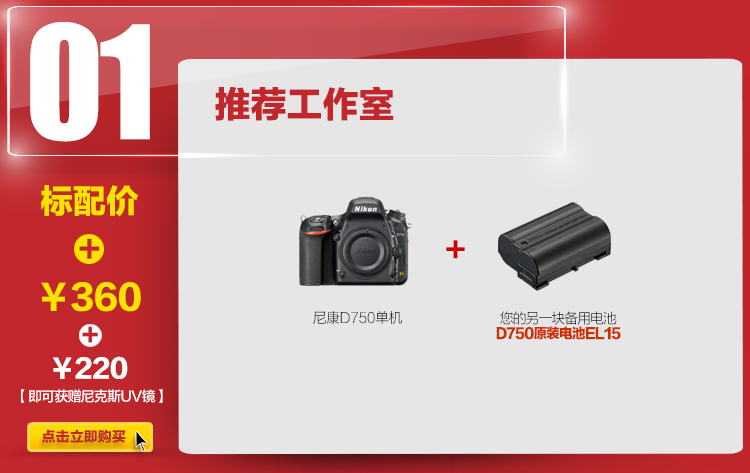 01
推荐工作室
标配价
+
￥360
+
￥220
【即可获赠尼克斯UV镜】
点击立即购买
Nikon
D750
Nikon
+
尼康D750单机
您的另一块备用电池
D750原装电池EL15